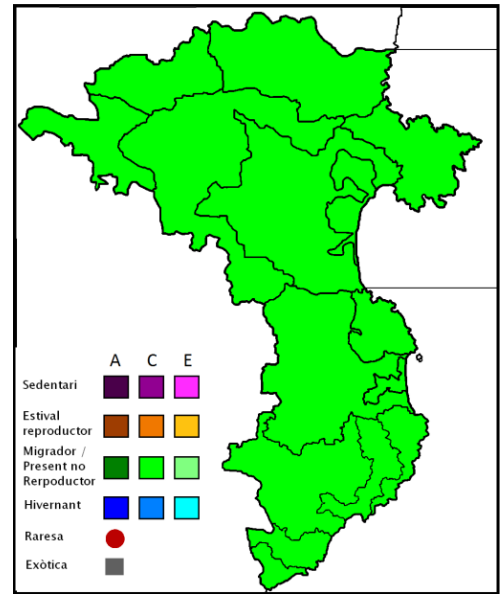 A C E
Sedentari
Estival
reproductor
Migrador /
Present no
Rerpoductor
Hivernant
Raresa
Exòtica